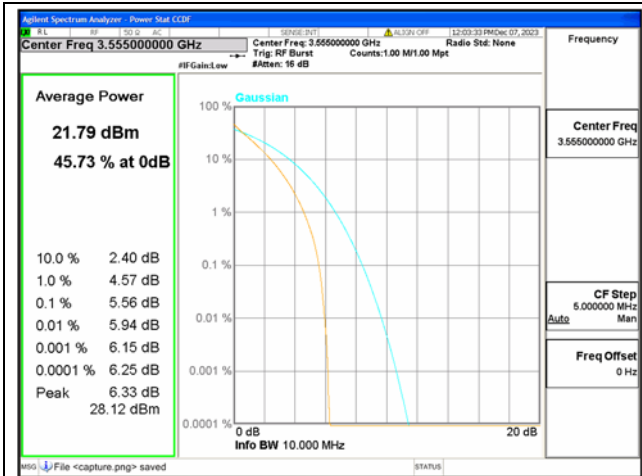 Agilent Spectrum Analyzer - Power Stat CCDF
RL RF 50 Ω AC SENSE:INT ALIGN OFF 12:03:33 PM Dec 07, 2023
Center Freq 3.555000000 GHz
Center Freq: 3.555000000 GHz Radio Std: None
Trig: RF Burst Counts:1.00 M/1.00 Mpt
#IFGain:Low #Atten: 16 dB
Frequency
Average Power
21.79 dBm
45.73 % at 0dB
10.0 % 2.40 dB
1.0 % 4.57 dB
0.1 % 5.56 dB
0.01 % 5.94 dB
0.001 % 6.15 dB
0.0001 % 6.25 dB
Peak 6.33 dB
28.12 dBm
Gaussian
100 %
10 %
1 %
0.1 %
0.01 %
0.001 %
0.0001 %
0 dB 20 dB
Info BW 10.000 MHz
Center Freq
3.555000000 GHz
CF Step
5.000000 MHz
Auto Man
Freq Offset
0 Hz
MSG File <capture.png> saved STATUS